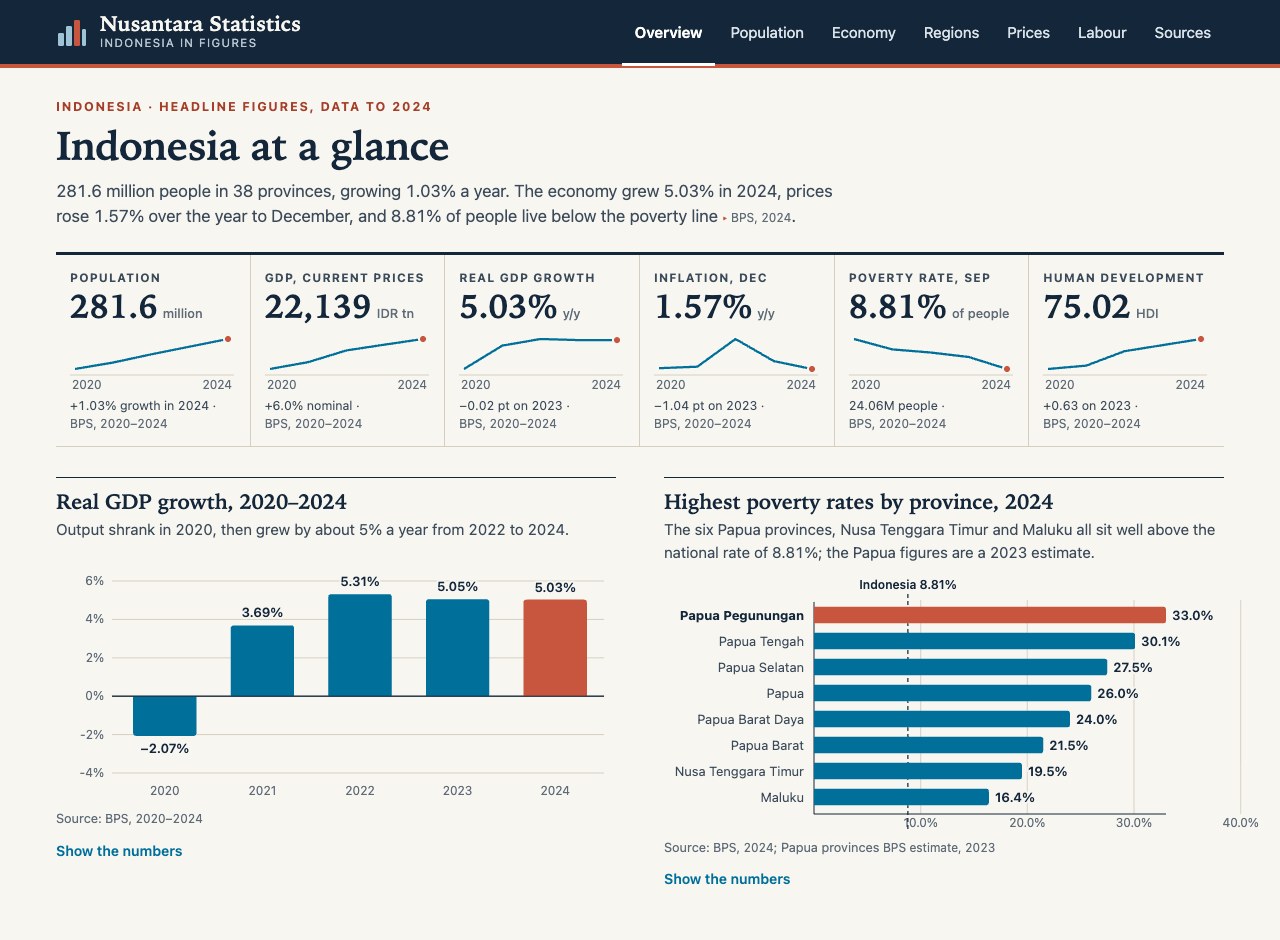 Nusantara Statistics
INDONESIA IN FIGURES
Overview Population Economy Regions Prices Labour Sources
INDONESIA · HEADLINE FIGURES, DATA TO 2024
Indonesia at a glance
281.6 million people in 38 provinces, growing 1.03% a year. The economy grew 5.03% in 2024, prices
rose 1.57% over the year to December, and 8.81% of people live below the poverty line ▸ BPS, 2024.
POPULATION
281.6 million
2020 2024
+1.03% growth in 2024 ·
BPS, 2020–2024
GDP, CURRENT PRICES
22,139 IDR tn
2020 2024
+6.0% nominal ·
BPS, 2020–2024
REAL GDP GROWTH
5.03% y/y
2020 2024
−0.02 pt on 2023 ·
BPS, 2020–2024
INFLATION, DEC
1.57% y/y
2020 2024
−1.04 pt on 2023 ·
BPS, 2020–2024
POVERTY RATE, SEP
8.81% of people
2020 2024
24.06M people ·
BPS, 2020–2024
HUMAN DEVELOPMENT
75.02 HDI
2020 2024
+0.63 on 2023 ·
BPS, 2020–2024
Real GDP growth, 2020–2024
Output shrank in 2020, then grew by about 5% a year from 2022 to 2024.
6%
4%
2%
0%
-2%
-4%
−2.07%
3.69%
5.31%
5.05%
5.03%
2020 2021 2022 2023 2024
Source: BPS, 2020–2024
Show the numbers
Highest poverty rates by province, 2024
The six Papua provinces, Nusa Tenggara Timur and Maluku all sit well above the
national rate of 8.81%; the Papua figures are a 2023 estimate.
Indonesia 8.81%
Papua Pegunungan 33.0%
Papua Tengah 30.1%
Papua Selatan 27.5%
Papua 26.0%
Papua Barat Daya 24.0%
Papua Barat 21.5%
Nusa Tenggara Timur 19.5%
Maluku 16.4%
10.0% 20.0% 30.0% 40.0%
Source: BPS, 2024; Papua provinces BPS estimate, 2023
Show the numbers